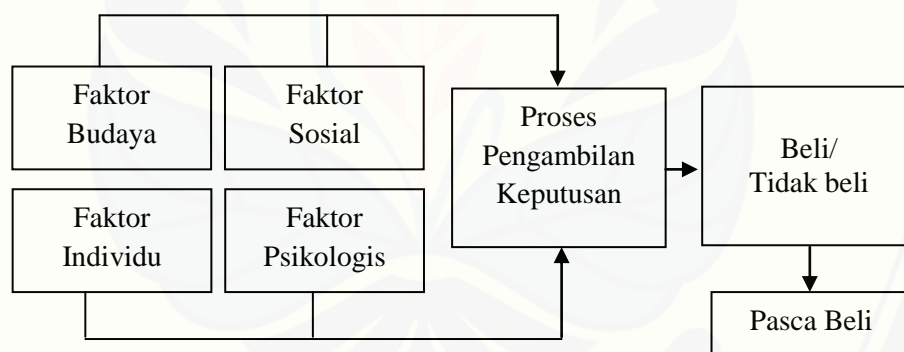 Faktor
Budaya
Faktor
Sosial
Faktor
Individu
Faktor
Psikologis
Proses
Pengambilan
Keputusan
Beli/
Tidak beli
Pasca Beli